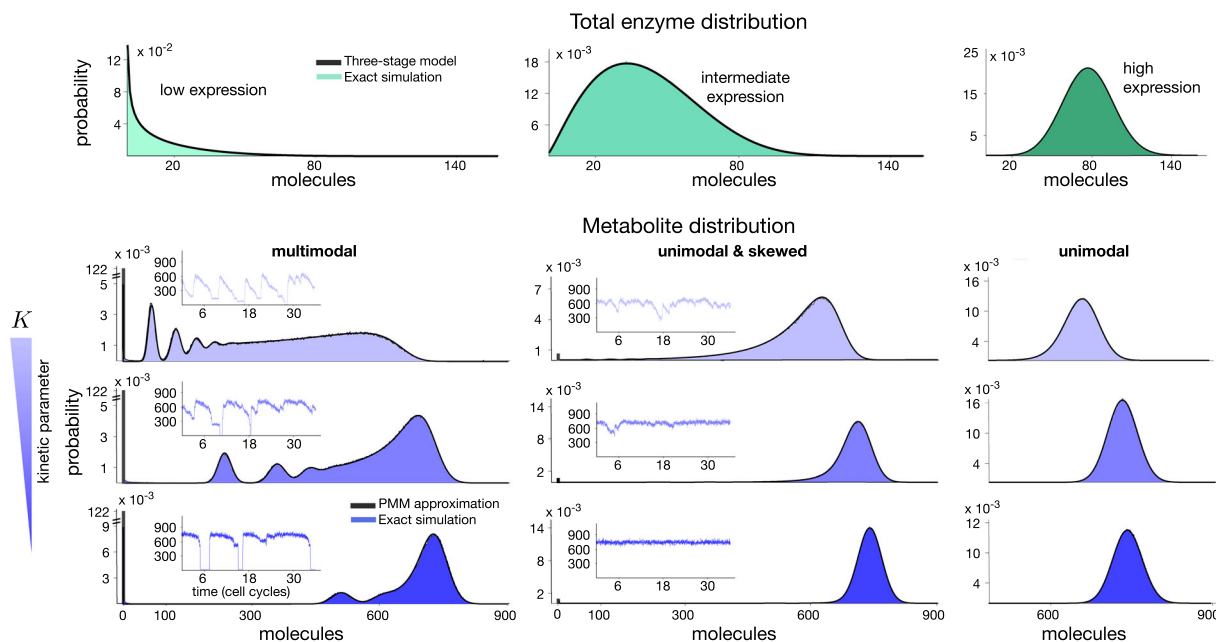 Total enzyme distribution
x 10⁻²
12
8
4
20
80
140
probability
molecules
Three-stage model
Exact simulation
low expression
x 10⁻³
18
12
6
20
80
140
molecules
intermediate
expression
25
x 10⁻³
15
5
20
80
140
molecules
high
expression
Metabolite distribution
multimodal
unimodal & skewed
unimodal
K
kinetic parameter
probability
x 10⁻³
122
5
3
1
900
600
300
6
18
30
x 10⁻³
7
4
1
900
600
300
6
18
30
x 10⁻³
16
10
4
x 10⁻³
122
5
3
1
900
600
300
6
18
30
x 10⁻³
14
8
2
900
600
300
6
18
30
x 10⁻³
16
10
4
PMM approximation
Exact simulation
x 10⁻³
122
9
6
3
900
600
300
6
18
30
time (cell cycles)
0
100
300
600
900
molecules
x 10⁻³
14
8
2
900
600
300
6
18
30
0
100
300
600
900
molecules
x 10⁻³
12
8
4
600
900
molecules